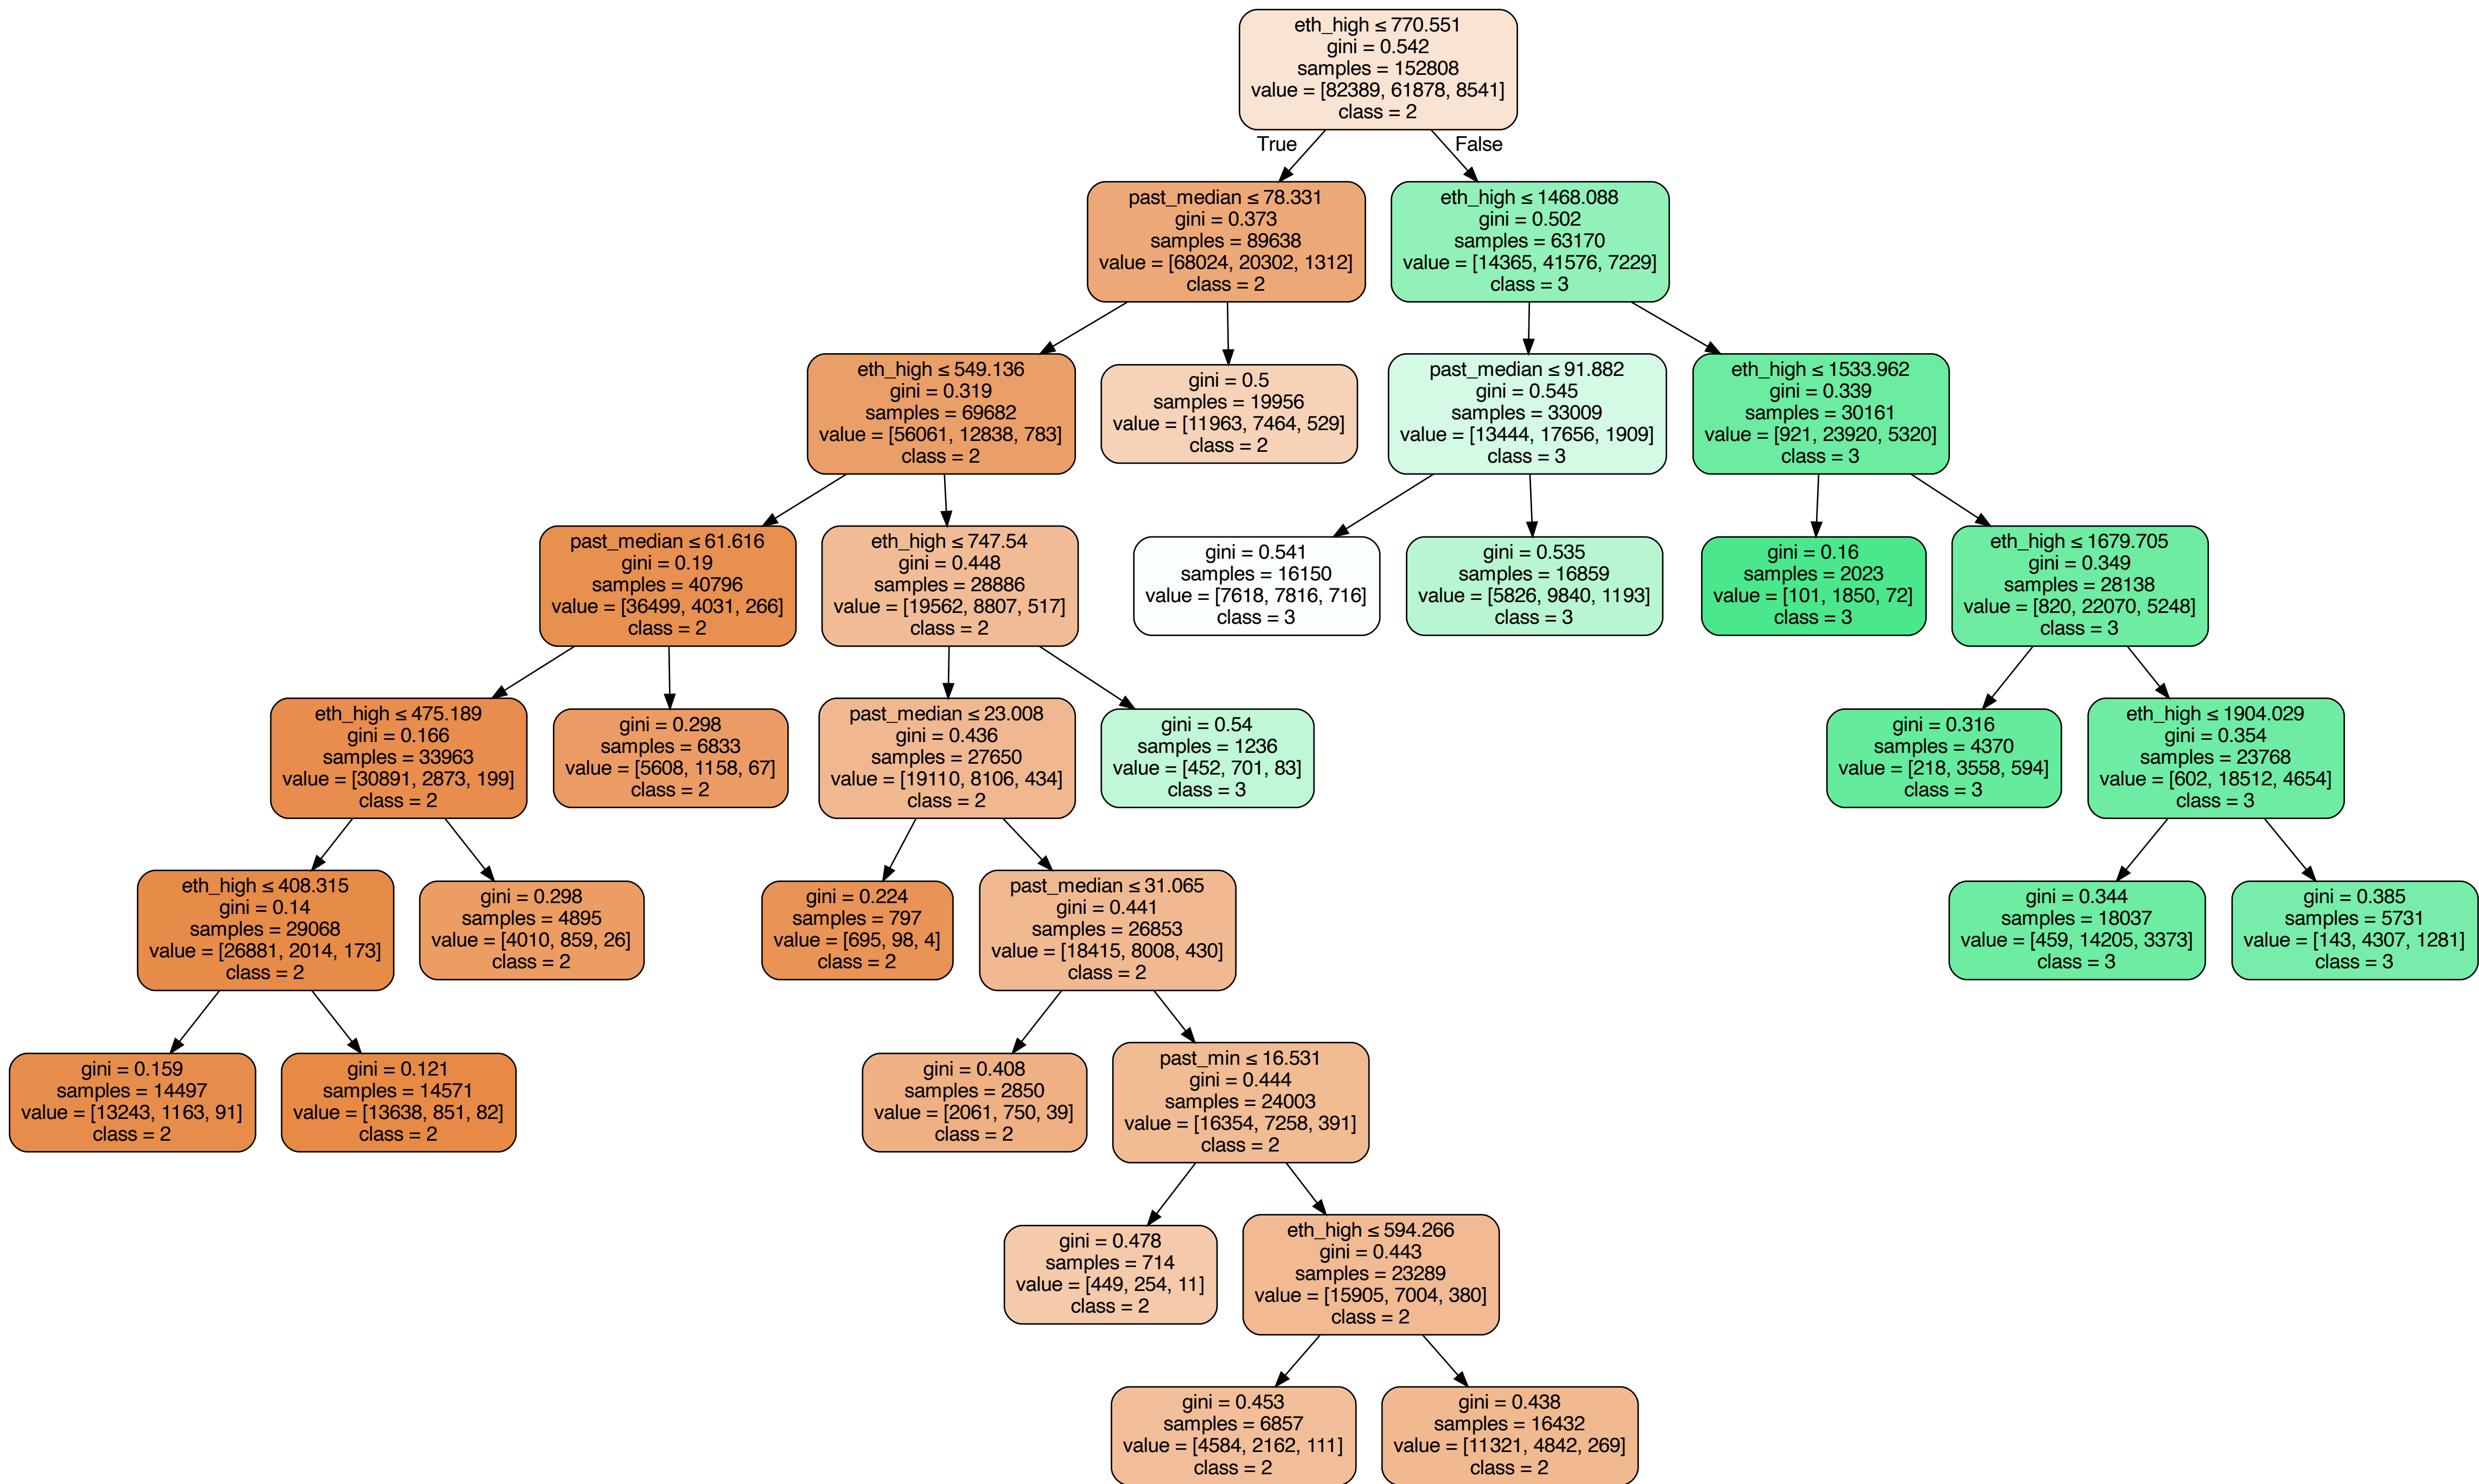 eth_high ≤ 770.551
gini = 0.542
samples = 152808
value = [82389, 61878, 8541]
class = 2
True
False
past_median ≤ 78.331
gini = 0.373
samples = 89638
value = [68024, 20302, 1312]
class = 2
eth_high ≤ 1468.088
gini = 0.502
samples = 63170
value = [14365, 41576, 7229]
class = 3
eth_high ≤ 549.136
gini = 0.319
samples = 69682
value = [56061, 12838, 783]
class = 2
gini = 0.5
samples = 19956
value = [11963, 7464, 529]
class = 2
past_median ≤ 91.882
gini = 0.545
samples = 33009
value = [13444, 17656, 1909]
class = 3
eth_high ≤ 1533.962
gini = 0.339
samples = 30161
value = [921, 23920, 5320]
class = 3
past_median ≤ 61.616
gini = 0.19
samples = 40796
value = [36499, 4031, 266]
class = 2
eth_high ≤ 747.54
gini = 0.448
samples = 28886
value = [19562, 8807, 517]
class = 2
gini = 0.541
samples = 16150
value = [7618, 7816, 716]
class = 3
gini = 0.535
samples = 16859
value = [5826, 9840, 1193]
class = 3
gini = 0.16
samples = 2023
value = [101, 1850, 72]
class = 3
eth_high ≤ 1679.705
gini = 0.349
samples = 28138
value = [820, 22070, 5248]
class = 3
eth_high ≤ 475.189
gini = 0.166
samples = 33963
value = [30891, 2873, 199]
class = 2
gini = 0.298
samples = 6833
value = [5608, 1158, 67]
class = 2
past_median ≤ 23.008
gini = 0.436
samples = 27650
value = [19110, 8106, 434]
class = 2
gini = 0.54
samples = 1236
value = [452, 701, 83]
class = 3
gini = 0.316
samples = 4370
value = [218, 3558, 594]
class = 3
eth_high ≤ 1904.029
gini = 0.354
samples = 23768
value = [602, 18512, 4654]
class = 3
eth_high ≤ 408.315
gini = 0.14
samples = 29068
value = [26881, 2014, 173]
class = 2
gini = 0.298
samples = 4895
value = [4010, 859, 26]
class = 2
gini = 0.224
samples = 797
value = [695, 98, 4]
class = 2
past_median ≤ 31.065
gini = 0.441
samples = 26853
value = [18415, 8008, 430]
class = 2
gini = 0.344
samples = 18037
value = [459, 14205, 3373]
class = 3
gini = 0.385
samples = 5731
value = [143, 4307, 1281]
class = 3
gini = 0.159
samples = 14497
value = [13243, 1163, 91]
class = 2
gini = 0.121
samples = 14571
value = [13638, 851, 82]
class = 2
gini = 0.408
samples = 2850
value = [2061, 750, 39]
class = 2
past_min ≤ 16.531
gini = 0.444
samples = 24003
value = [16354, 7258, 391]
class = 2
gini = 0.478
samples = 714
value = [449, 254, 11]
class = 2
eth_high ≤ 594.266
gini = 0.443
samples = 23289
value = [15905, 7004, 380]
class = 2
gini = 0.453
samples = 6857
value = [4584, 2162, 111]
class = 2
gini = 0.438
samples = 16432
value = [11321, 4842, 269]
class = 2